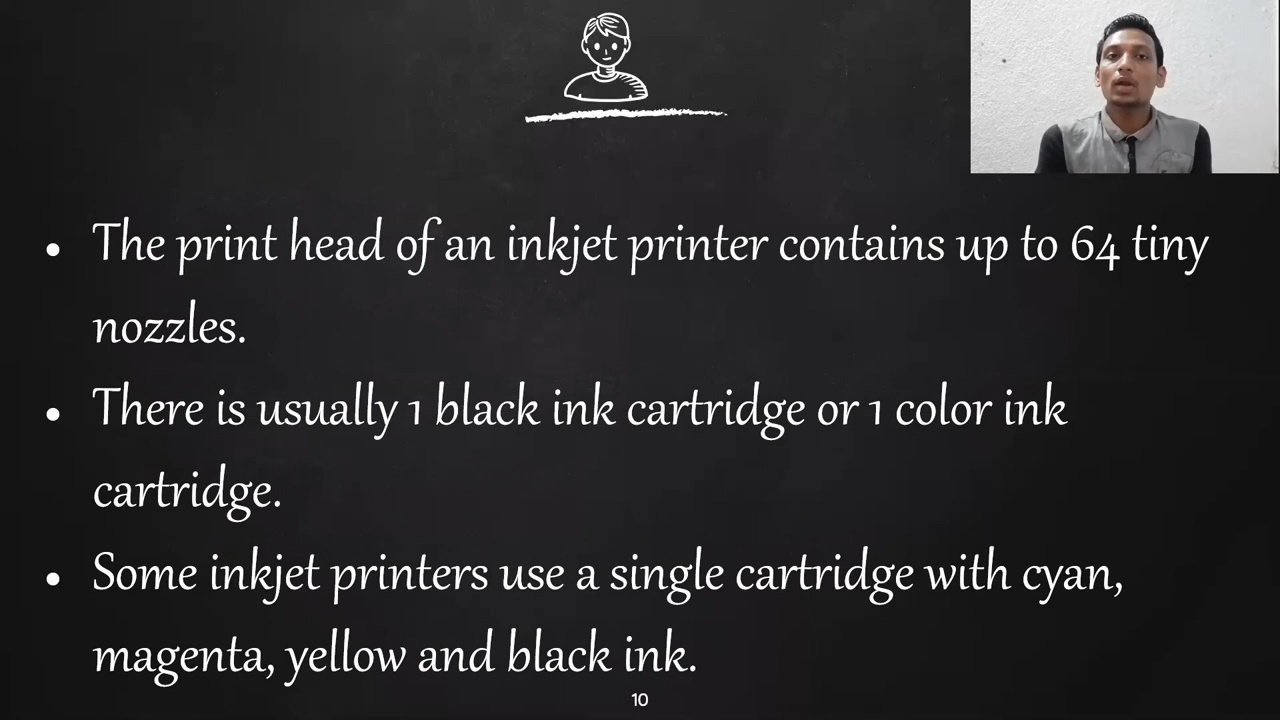 • The print head of an inkjet printer contains up to 64 tiny
nozzles.
• There is usually 1 black ink cartridge or 1 color ink
cartridge.
• Some inkjet printers use a single cartridge with cyan,
magenta, yellow and black ink.
10